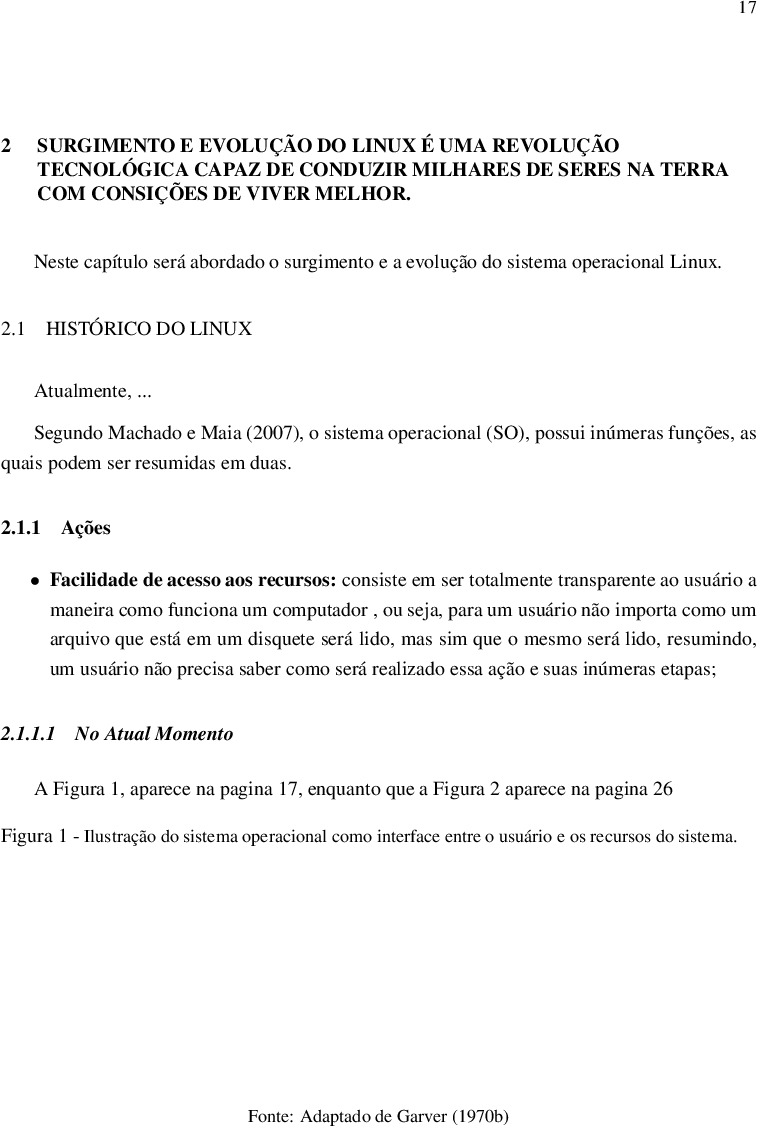 17
2 SURGIMENTO E EVOLUÇÃO DO LINUX É UMA REVOLUÇÃO
TECNOLÓGICA CAPAZ DE CONDUZIR MILHARES DE SERES NA TERRA
COM CONSIÇÕES DE VIVER MELHOR.
Neste capítulo será abordado o surgimento e a evolução do sistema operacional Linux.
2.1 HISTÓRICO DO LINUX
Atualmente, ...
Segundo Machado e Maia (2007), o sistema operacional (SO), possui inúmeras funções, as
quais podem ser resumidas em duas.
2.1.1 Ações
• Facilidade de acesso aos recursos: consiste em ser totalmente transparente ao usuário a
maneira como funciona um computador , ou seja, para um usuário não importa como um
arquivo que está em um disquete será lido, mas sim que o mesmo será lido, resumindo,
um usuário não precisa saber como será realizado essa ação e suas inúmeras etapas;
2.1.1.1 No Atual Momento
A Figura 1, aparece na pagina 17, enquanto que a Figura 2 aparece na pagina 26
Figura 1 - Ilustração do sistema operacional como interface entre o usuário e os recursos do sistema.
Fonte: Adaptado de Garver (1970b)